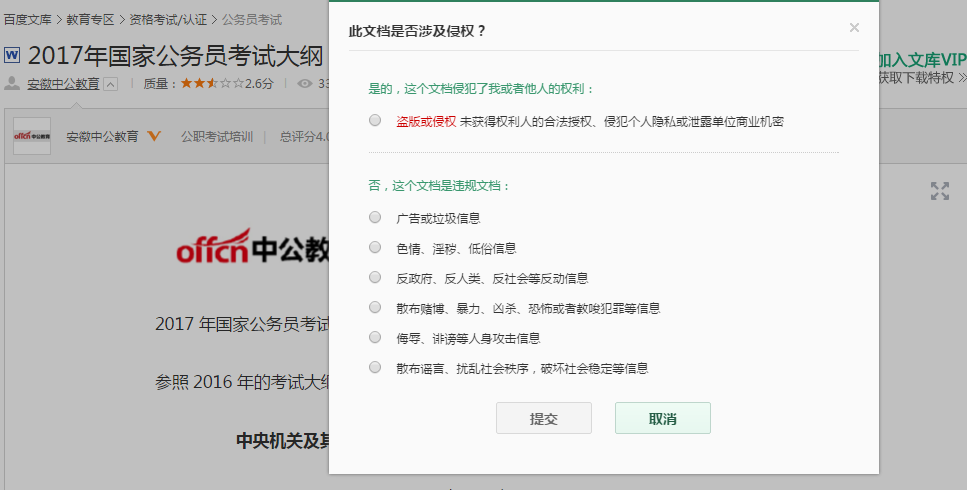 百度文库 > 教育专区 > 资格考试/认证 > 公务员考试
2017年国家公务员考试大纲
安徽中公教育
质量：
2.6分
33
加入文库VIP
获取下载特权
offcn中公教育
安徽中公教育
公职考试培训
总评分4.0
offcn中公教
2017 年国家公务员考试
参照 2016 年的考试大纲
中央机关及其
此文档是否涉及侵权？
是的，这个文档侵犯了我或者他人的权利：
盗版或侵权 未获得权利人的合法授权、侵犯个人隐私或泄露单位商业机密
否，这个文档是违规文档：
广告或垃圾信息
色情、淫秽、低俗信息
反政府、反人类、反社会等反动信息
散布赌博、暴力、凶杀、恐怖或者教唆犯罪等信息
侮辱、诽谤等人身攻击信息
散布谣言、扰乱社会秩序，破坏社会稳定等信息
提交
取消